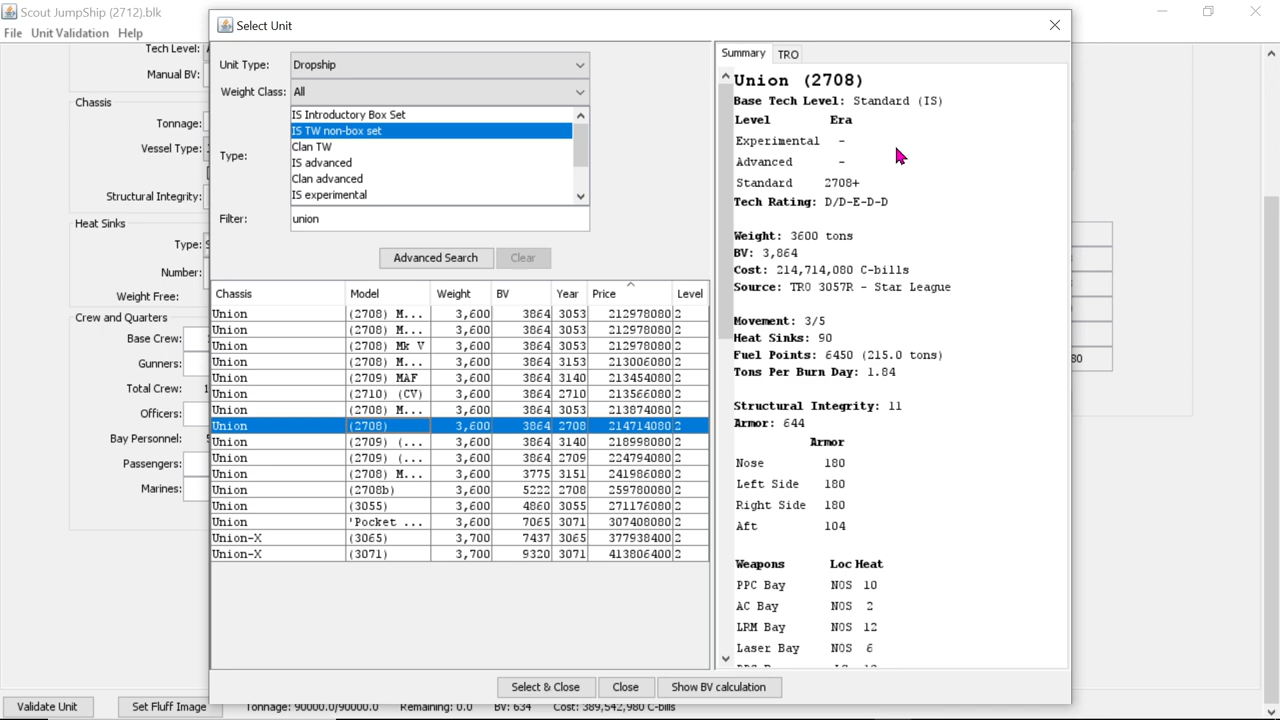 Scout JumpShip (2712).blk
File Unit Validation Help
Tech Level:
Manual BV:
Chassis
Tonnage:
Vessel Type:
Structural Integrity:
Heat Sinks
Type:
Number:
Weight Free:
Crew and Quarters
Base Crew:
Gunners:
Total Crew:
Officers:
Bay Personnel:
Passengers:
Marines:
Select Unit
Unit Type: Dropship
Weight Class: All
Type:
IS Introductory Box Set
IS TW non-box set
Clan TW
IS advanced
Clan advanced
IS experimental
Filter: union
Advanced Search Clear
Chassis Model Weight BV Year Price Level
Union (2708) M... 3,600 3864 3053 212978080 2
Union (2708) M... 3,600 3864 3053 212978080 2
Union (2708) Mk V 3,600 3864 3053 212978080 2
Union (2708) M... 3,600 3864 3153 213006080 2
Union (2709) MAF 3,600 3864 3140 213454080 2
Union (2710) (CV) 3,600 3864 2710 213566080 2
Union (2708) M... 3,600 3864 3053 213874080 2
Union (2708) 3,600 3864 2708 214714080 2
Union (2709) (... 3,600 3864 3140 218998080 2
Union (2709) (... 3,600 3864 2709 224794080 2
Union (2708) M... 3,600 3775 3151 241986080 2
Union (2708b) 3,600 5222 2708 259780080 2
Union (3055) 3,600 4860 3055 271176080 2
Union 'Pocket ... 3,600 7065 3071 307408080 2
Union-X (3065) 3,700 7437 3065 377938400 2
Union-X (3071) 3,700 9320 3071 413806400 2
Summary TRO
Union (2708)
Base Tech Level: Standard (IS)
Level Era
Experimental -
Advanced -
Standard 2708+
Tech Rating: D/D-E-D-D
Weight: 3600 tons
BV: 3,864
Cost: 214,714,080 C-bills
Source: TRO 3057R - Star League
Movement: 3/5
Heat Sinks: 90
Fuel Points: 6450 (215.0 tons)
Tons Per Burn Day: 1.84
Structural Integrity: 11
Armor: 644
Armor
Nose 180
Left Side 180
Right Side 180
Aft 104
Weapons Loc Heat
PPC Bay NOS 10
AC Bay NOS 2
LRM Bay NOS 12
Laser Bay NOS 6
80
Select & Close Close Show BV calculation
Validate Unit Set Fluff Image Tonnage: 90000.0/90000.0 Remaining: 0.0 BV: 634 Cost: 389,542,980 C-bills